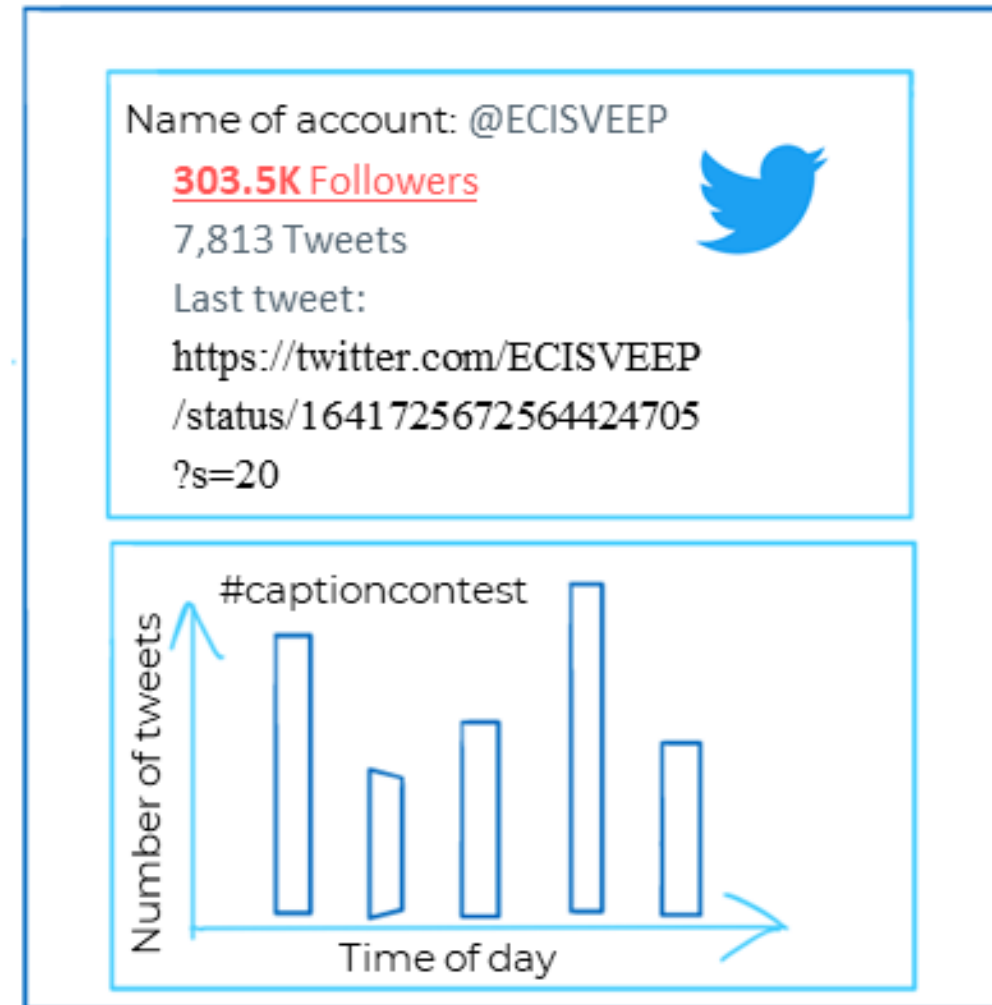 Name of account: @ECISVEEP
303.5K Followers
7,813 Tweets
Last tweet:
https://twitter.com/ECISVEEP
/status/1641725672564424705
?s=20
#captioncontest
Number of tweets
Time of day